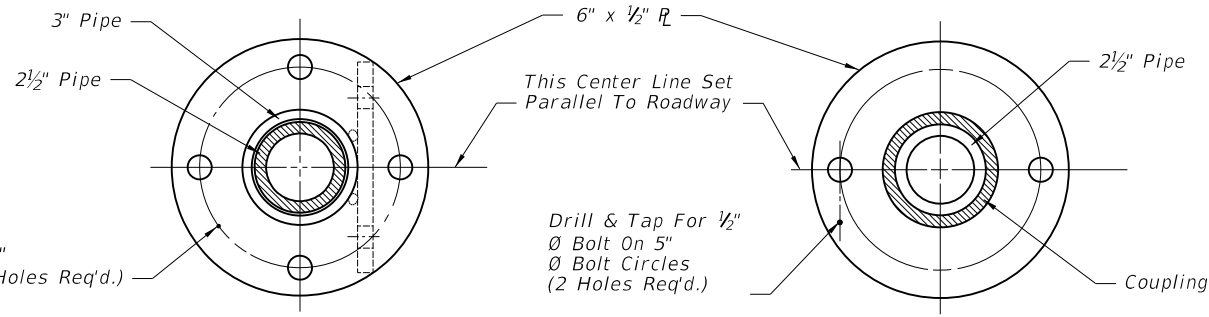 3" Pipe
2½" Pipe
"
Holes Req'd.)
6" x ½" ℄
This Center Line Set
Parallel To Roadway
2½" Pipe
Drill & Tap For ½"
Ø Bolt On 5"
Ø Bolt Circles
(2 Holes Req'd.)
Coupling